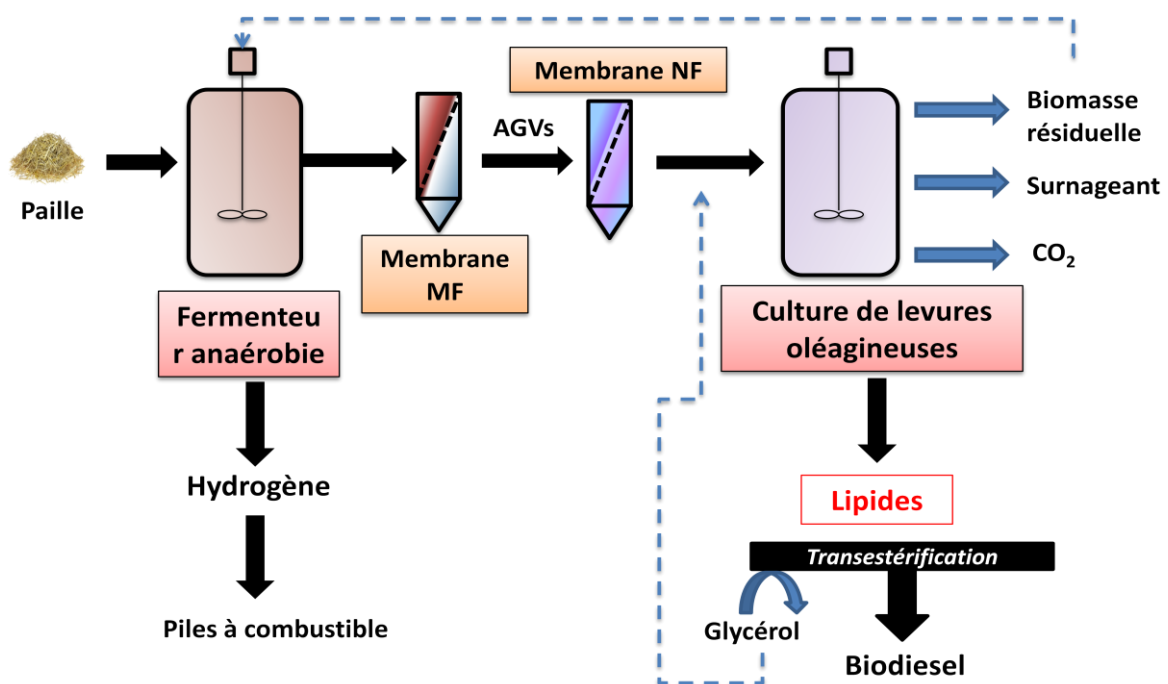 Membrane NF
Biomasse
résiduelle
AGVs
Surnageant
Paille
CO₂
Membrane
MF
Fermenteu
r anaérobie
Culture de levures
oléagineuses
Hydrogène
Lipides
Transestérification
Piles à combustible
Glycérol
Biodiesel